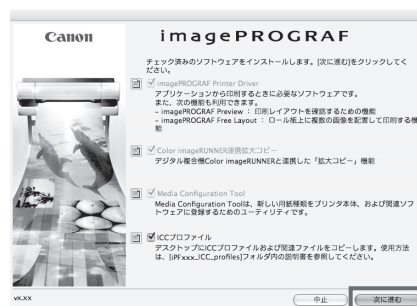 Canon
imagePROGRAF
チェック済みのソフトウェアをインストールします。[次に進む]をクリックしてく
ださい。
imagePROGRAF Printer Driver
アプリケーションから印刷するときに必要なソフトウェアです。
また、次の機能も利用できます。
– imagePROGRAF Preview ： 印刷レイアウトを確認するための機能
– imagePROGRAF Free Layout ： ロール紙上に複数の画像を配置して印刷する機
能
Color imageRUNNER連携拡大コピー
デジタル複合機Color imageRUNNERと連携した「拡大コピー」機能
Media Configuration Tool
Media Configuration Toolは、新しい用紙種類をプリンタ本体、および関連ソフ
トウェアに登録するためのユーティリティです。
ICCプロファイル
デスクトップにICCプロファイルおよび関連ファイルをコピーします。使用方法
は、[iPFxxx_ICC_profiles]フォルダ内の説明書を参照してください。
vx.xx
中止
次に進む